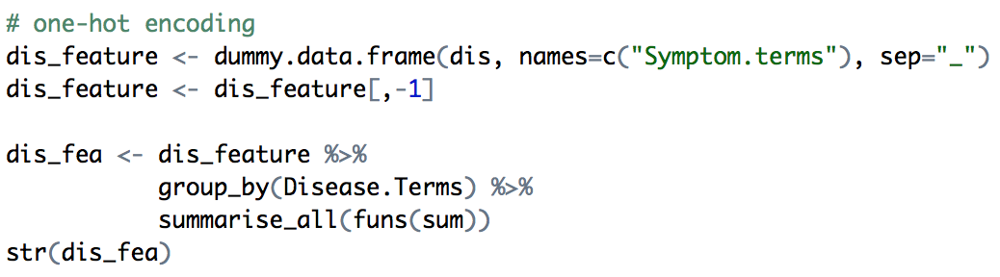 # one-hot encoding
dis_feature <- dummy.data.frame(dis, names=c("Symptom.terms"), sep="_")
dis_feature <- dis_feature[,-1]
dis_fea <- dis_feature %>%
group_by(Disease.Terms) %>%
summarise_all(funs(sum))
str(dis_fea)